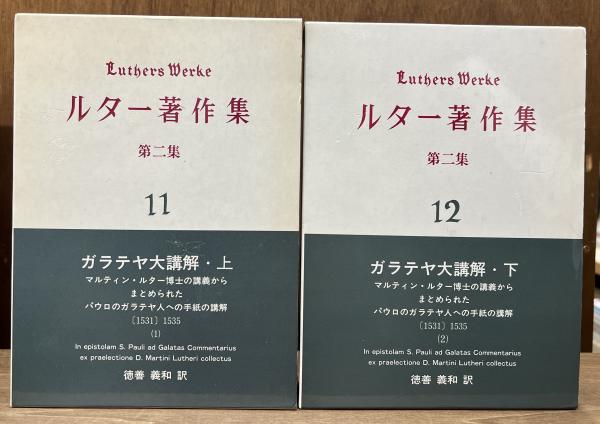 Luthers Werke
ルター著作集
第二集
11
ガラテヤ大講解・上
マルティン・ルター博士の講義から
まとめられた
パウロのガラテヤ人への手紙の講解
〔1531〕1535
(1)
In epistolam S. Pauli ad Galatas Commentarius
ex praelectione D. Martini Lutheri collectus
徳善 義和 訳
Luthers Werke
ルター著作集
第二集
12
ガラテヤ大講解・下
マルティン・ルター博士の講義から
まとめられた
パウロのガラテヤ人への手紙の講解
〔1531〕1535
(2)
In epistolam S. Pauli ad Galatas Commentarius
ex praelectione D. Martini Lutheri collectus
徳善 義和 訳